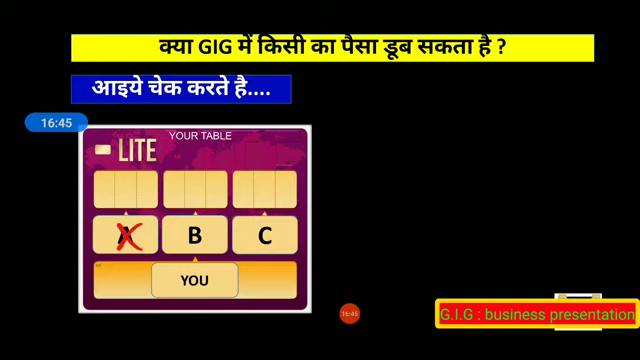 क्या GIG में किसी का पैसा डूब सकता है ?
आइये चेक करते है....
16:45
YOUR TABLE
LITE
A B C
YOU
16:45
G.I.G : business presentation